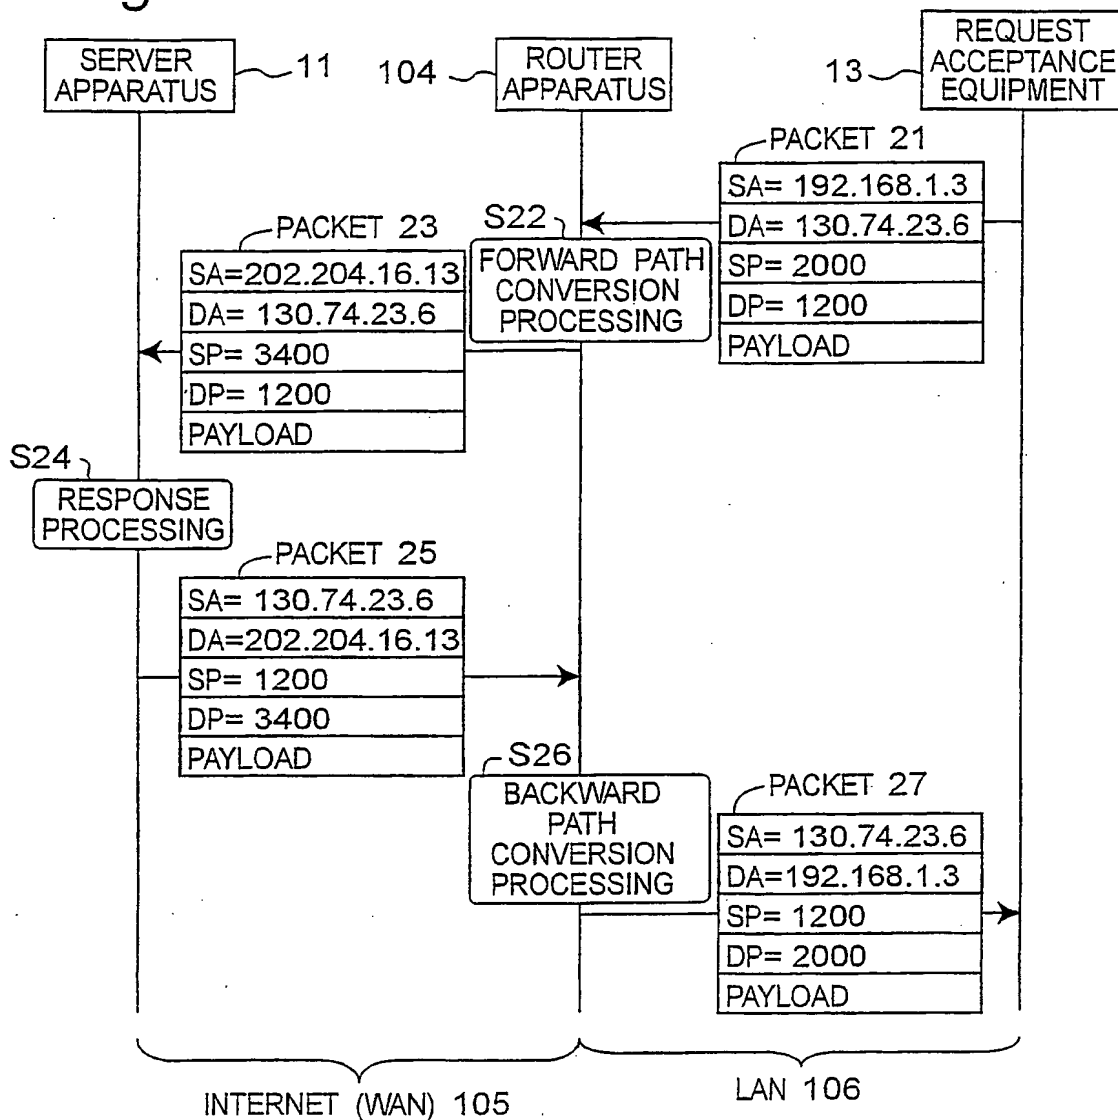 SERVER
APPARATUS
11
104
ROUTER
APPARATUS
13
REQUEST
ACCEPTANCE
EQUIPMENT
PACKET 21
SA= 192.168.1.3
DA= 130.74.23.6
SP= 2000
DP= 1200
PAYLOAD
S22
FORWARD PATH
CONVERSION
PROCESSING
PACKET 23
SA=202.204.16.13
DA= 130.74.23.6
SP= 3400
DP= 1200
PAYLOAD
S24
RESPONSE
PROCESSING
PACKET 25
SA= 130.74.23.6
DA=202.204.16.13
SP= 1200
DP= 3400
PAYLOAD
S26
BACKWARD
PATH
CONVERSION
PROCESSING
PACKET 27
SA= 130.74.23.6
DA=192.168.1.3
SP= 1200
DP= 2000
PAYLOAD
INTERNET (WAN) 105
LAN 106